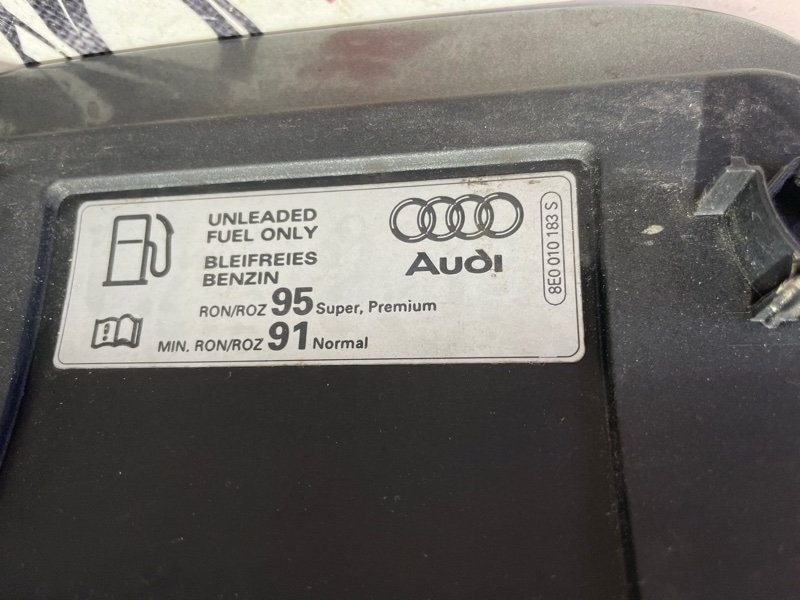 UNLEADED
FUEL ONLY
BLEIFREIES
BENZIN
RON/ROZ 95 Super, Premium
MIN. RON/ROZ 91 Normal
Audi
8E0 010 183 S